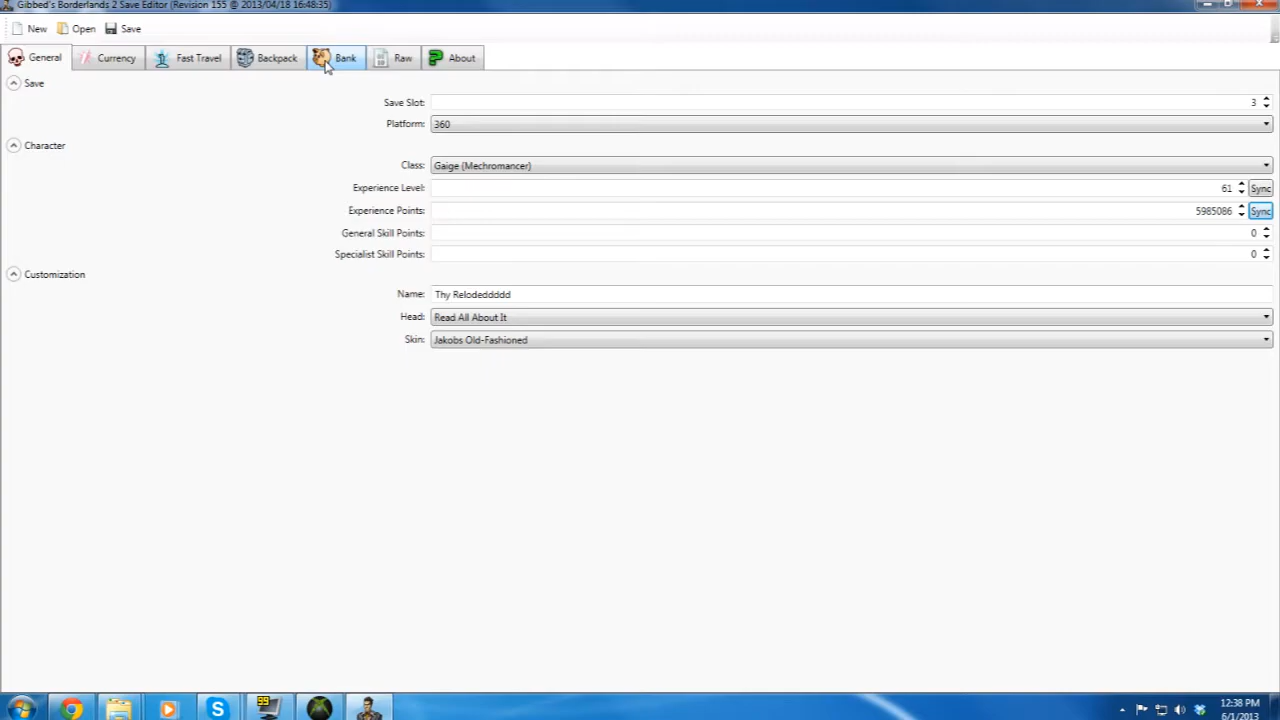 Gibbed's Borderlands 2 Save Editor (Revision 155 @ 2013/04/18 16:48:35)
New Open Save
General Currency Fast Travel Backpack Bank Raw About
Save
Save Slot: 3
Platform: 360
Character
Class: Gaige (Mechromancer)
Experience Level: 61 Sync
Experience Points: 5985086 Sync
General Skill Points: 0
Specialist Skill Points: 0
Customization
Name: Thy Relodeddddd
Head: Read All About It
Skin: Jakobs Old-Fashioned
12:38 PM
6/1/2013